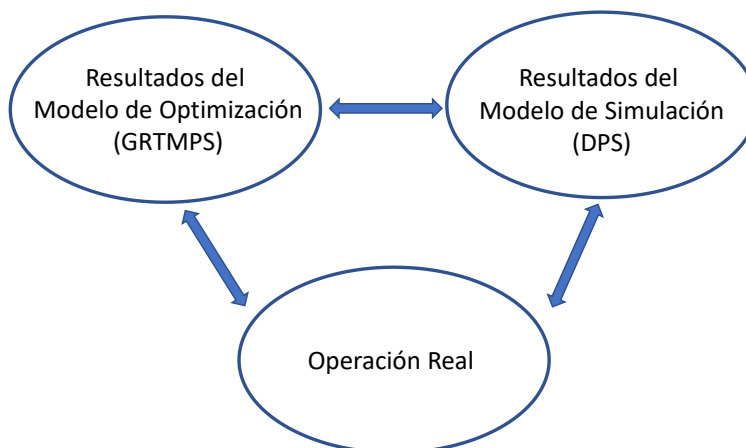 Resultados del
Modelo de Optimización
(GRTMPS)
Resultados del
Modelo de Simulación
(DPS)
Operación Real